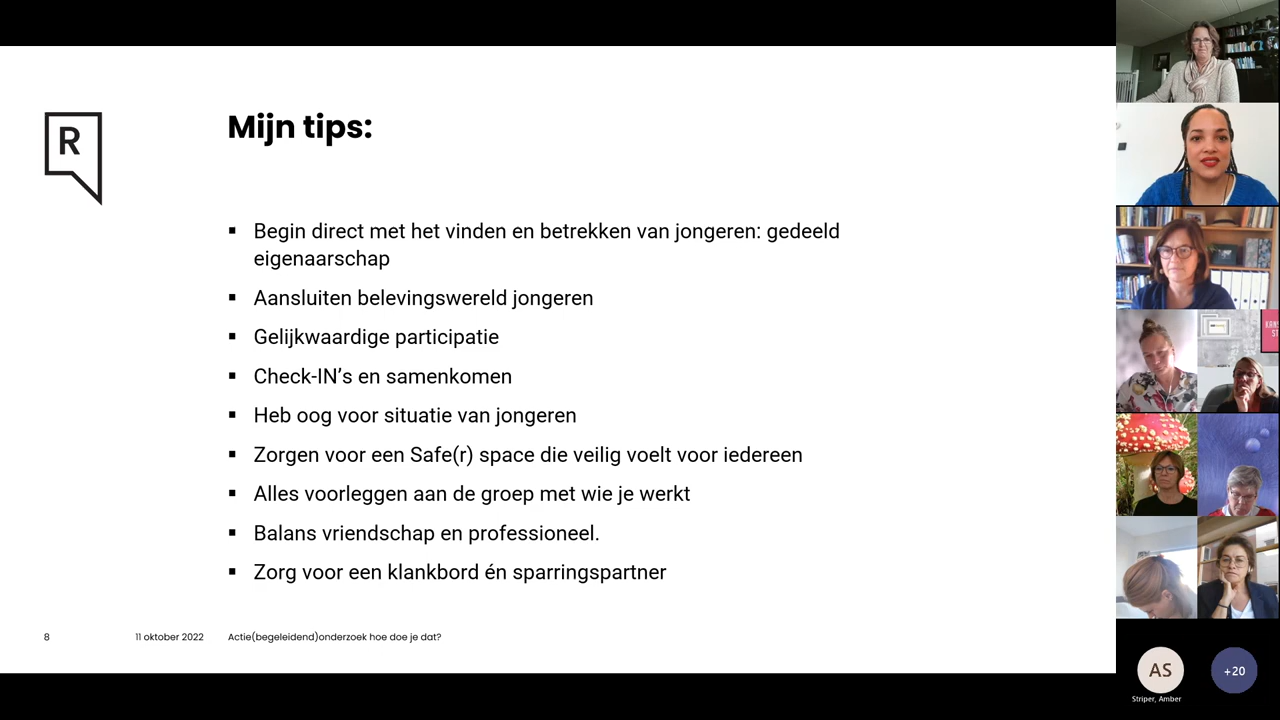 R
Mijn tips:
▪ Begin direct met het vinden en betrekken van jongeren: gedeeld
eigenaarschap
▪ Aansluiten belevingswereld jongeren
▪ Gelijkwaardige participatie
▪ Check-IN’s en samenkomen
▪ Heb oog voor situatie van jongeren
▪ Zorgen voor een Safe(r) space die veilig voelt voor iedereen
▪ Alles voorleggen aan de groep met wie je werkt
▪ Balans vriendschap en professioneel.
▪ Zorg voor een klankbord én sparringspartner
8
11 oktober 2022
Actie(begeleidend)onderzoek hoe doe je dat?
AS
+20
Striper, Amber